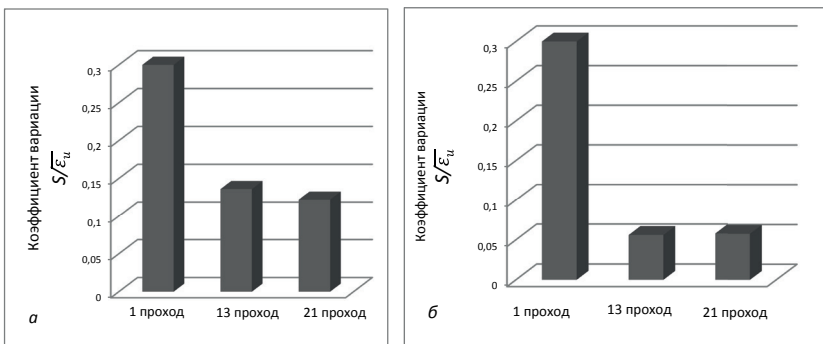 Коэффициент вариации
S/ε̅ᵤ
0,3
0,25
0,2
0,15
0,1
0,05
0
1 проход
13 проход
21 проход
а
Коэффициент вариации
S/ε̅ᵤ
0,3
0,25
0,2
0,15
0,1
0,05
0
1 проход
13 проход
21 проход
б